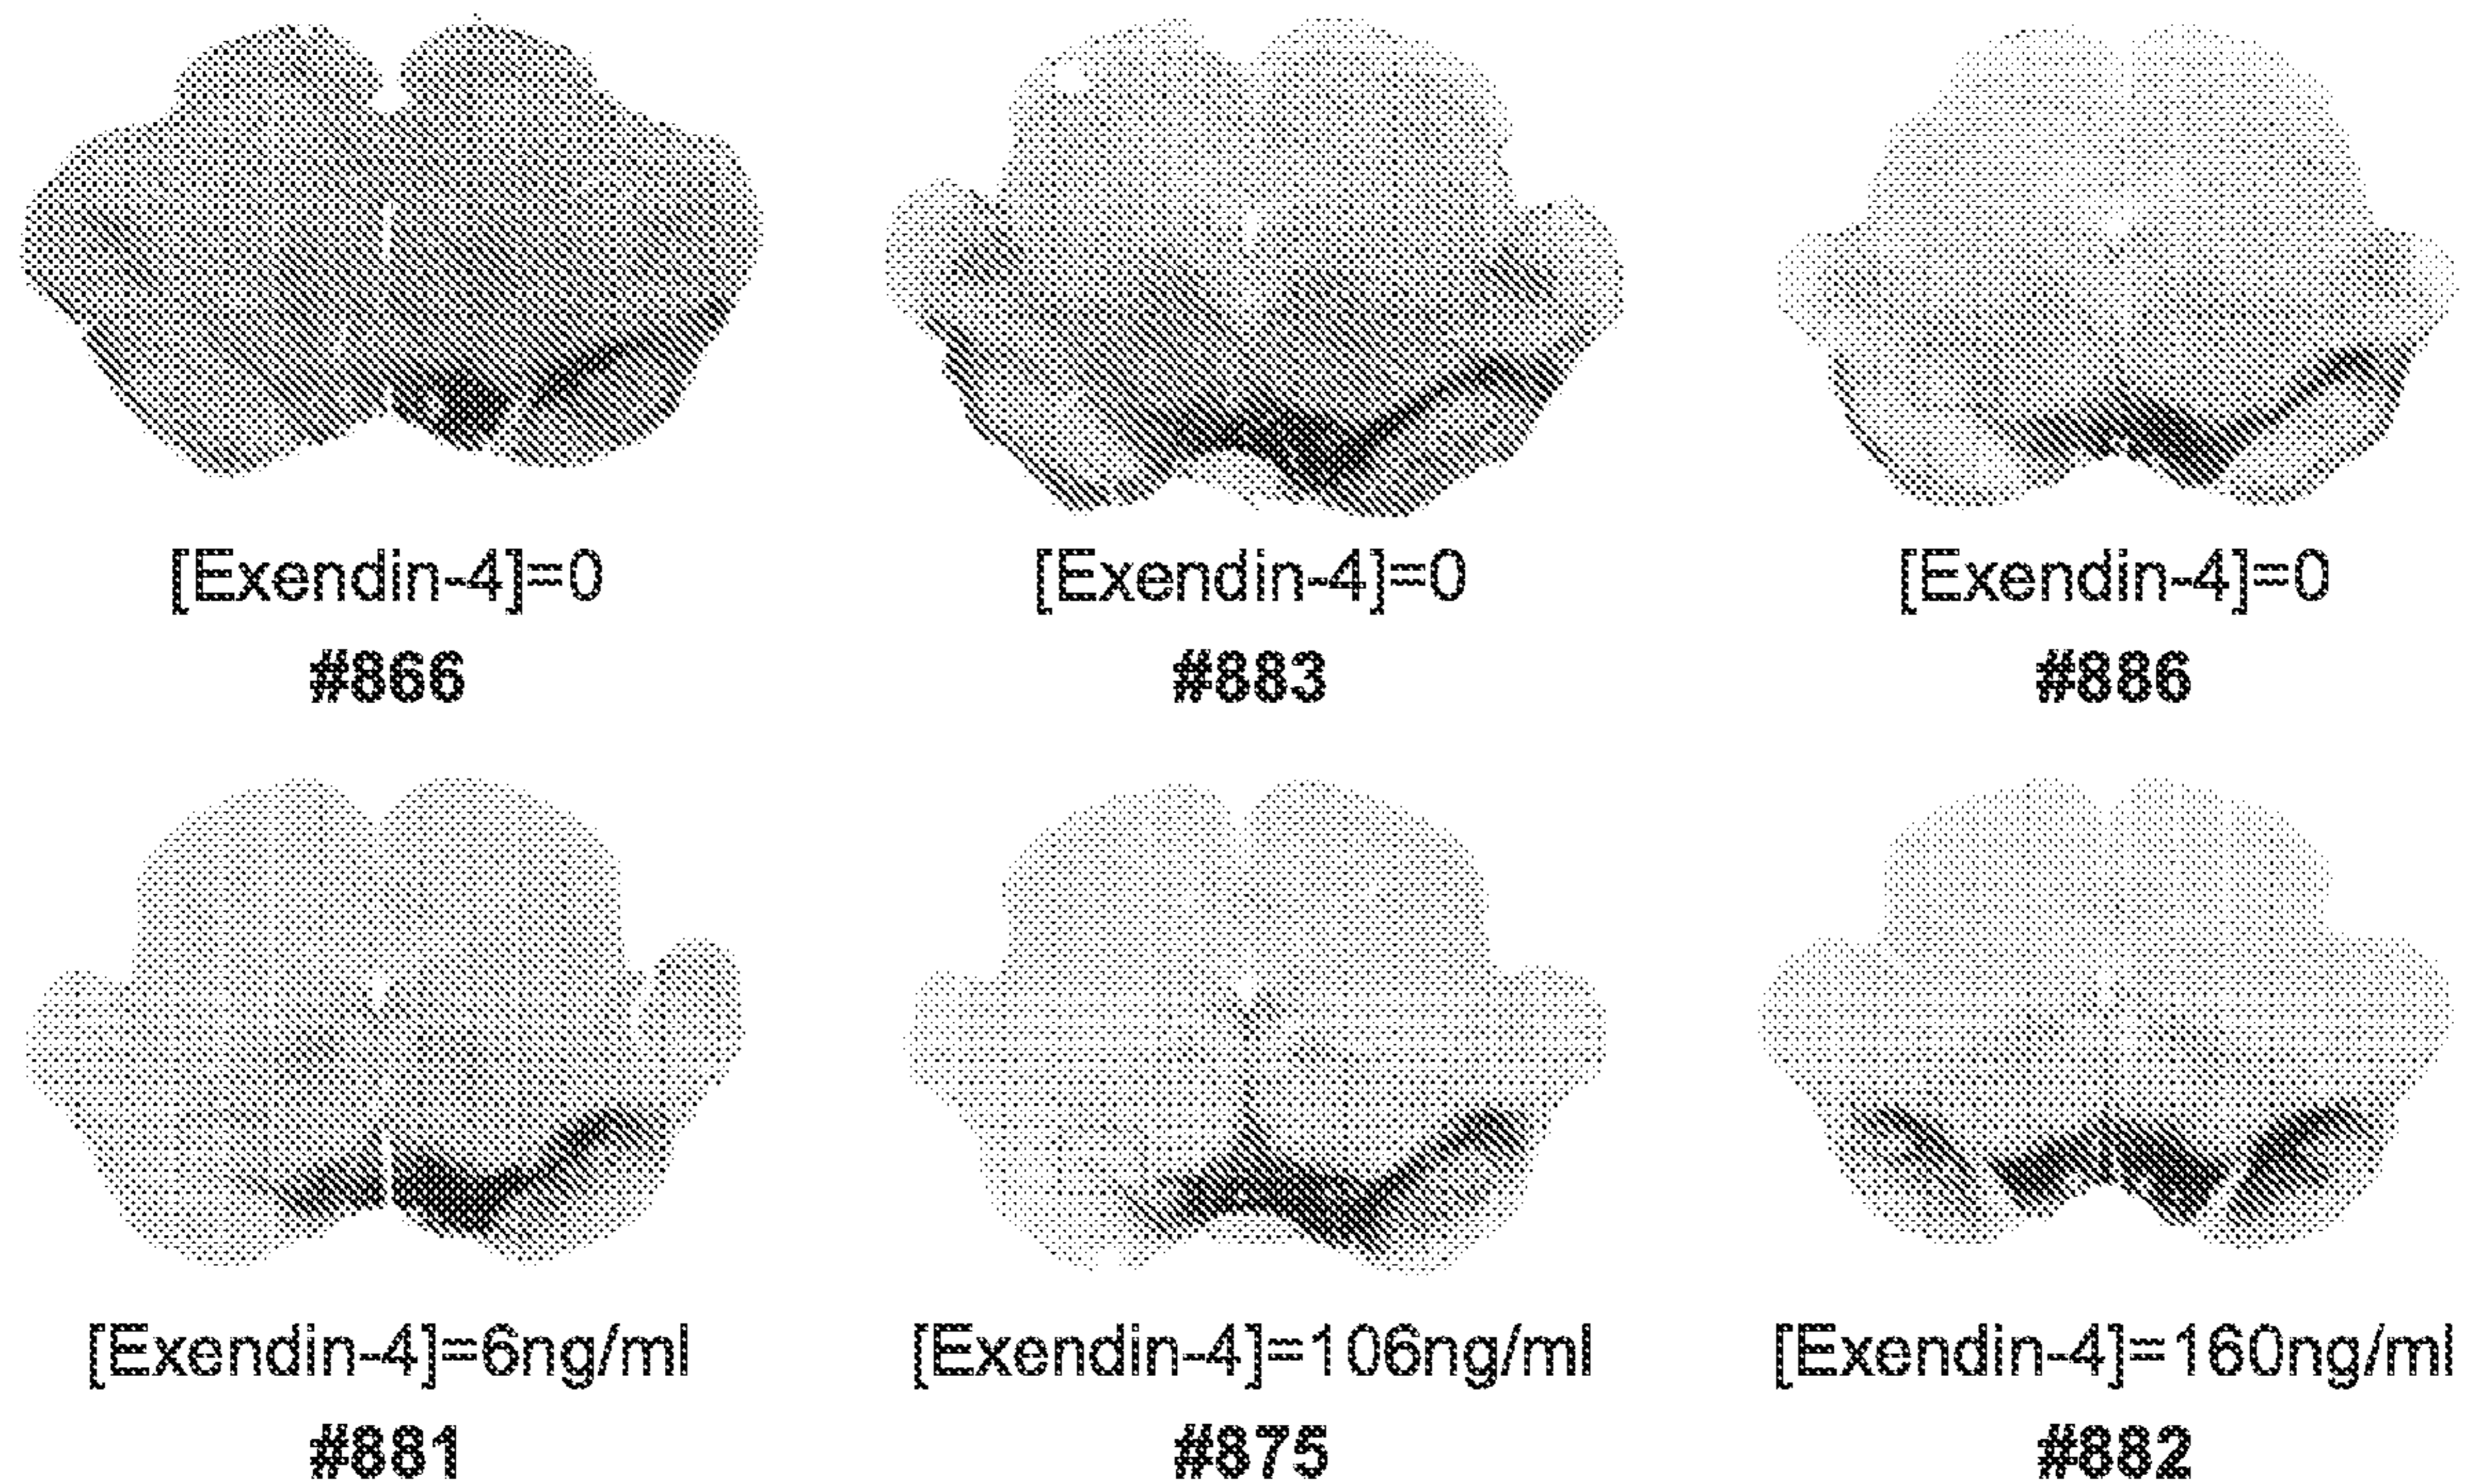 [Exendin-4]=0 [Exendin-4]=0 [Exendin-4]=0
#866 #883 #886
[Exendin-4]=6ng/ml [Exendin-4]=106ng/ml [Exendin-4]=160ng/ml
#881 #875 #882